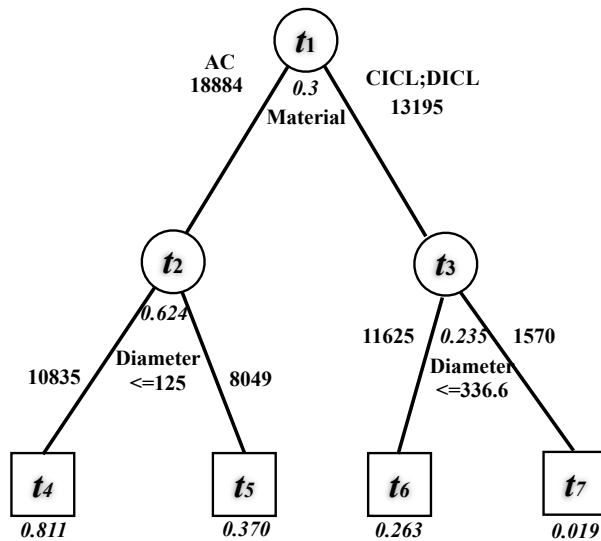 t1
AC
18884
0.3
CICL;DICL
13195
Material
t2
t3
0.624
10835
Diameter
<=125
8049
11625
0.235
1570
Diameter
<=336.6
t4
t5
t6
t7
0.811
0.370
0.263
0.019